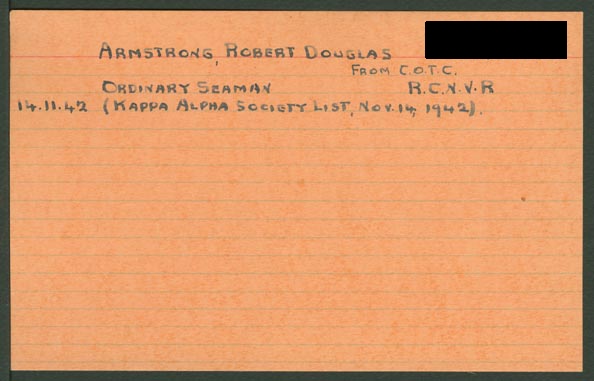 ARMSTRONG, ROBERT DOUGLAS
FROM C.O.T.C.
ORDINARY SEAMAN R.C.N.V.R
14.11.42 (KAPPA ALPHA SOCIETY LIST, NOV. 14, 1942).